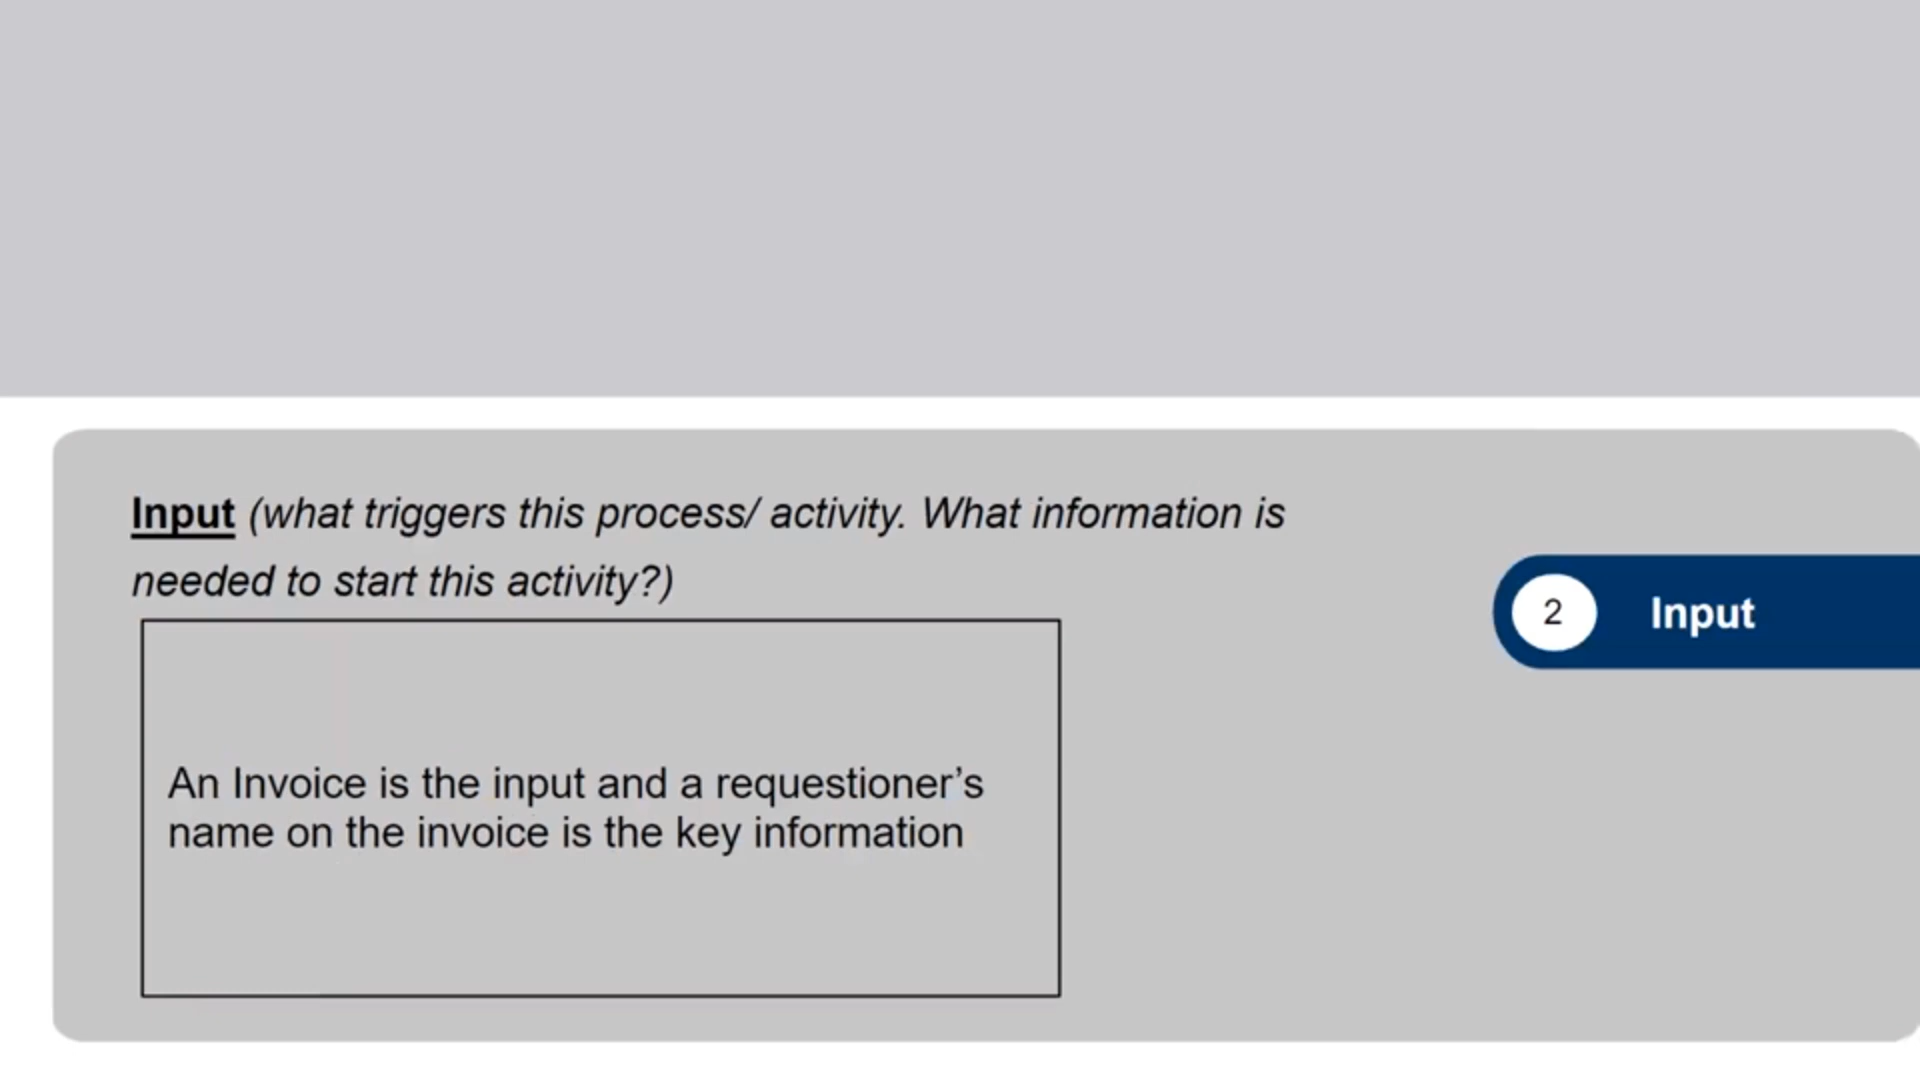 Input (what triggers this process/ activity. What information is
needed to start this activity?)
2 Input
An Invoice is the input and a requestioner’s
name on the invoice is the key information